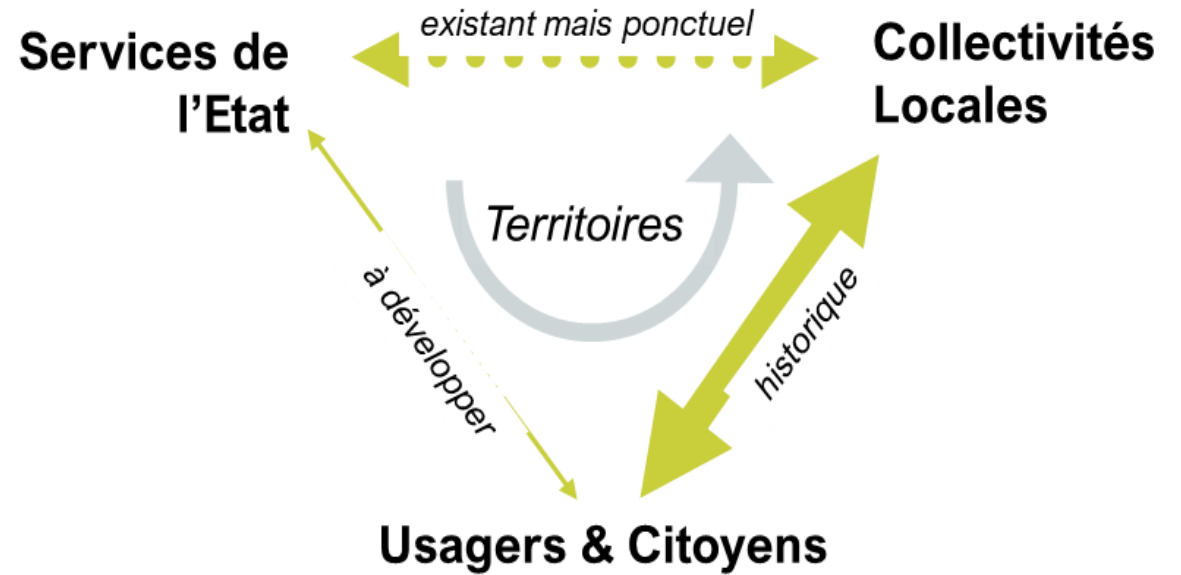 existant mais ponctuel
Services de
l'Etat
Collectivités
Locales
Territoires
à développer
historique
Usagers & Citoyens